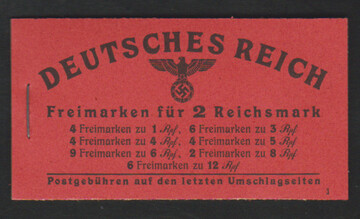 DEUTSCHES REICH
Freimarken für 2 Reichsmark
4 Freimarken zu 1 Rpf. 6 Freimarken zu 3 Rpf.
4 Freimarken zu 4 Rpf. 4 Freimarken zu 5 Rpf.
9 Freimarken zu 6 Rpf. 2 Freimarken zu 8 Rpf.
6 Freimarken zu 12 Rpf.
Postgebühren auf den letzten Umschlagseiten
1